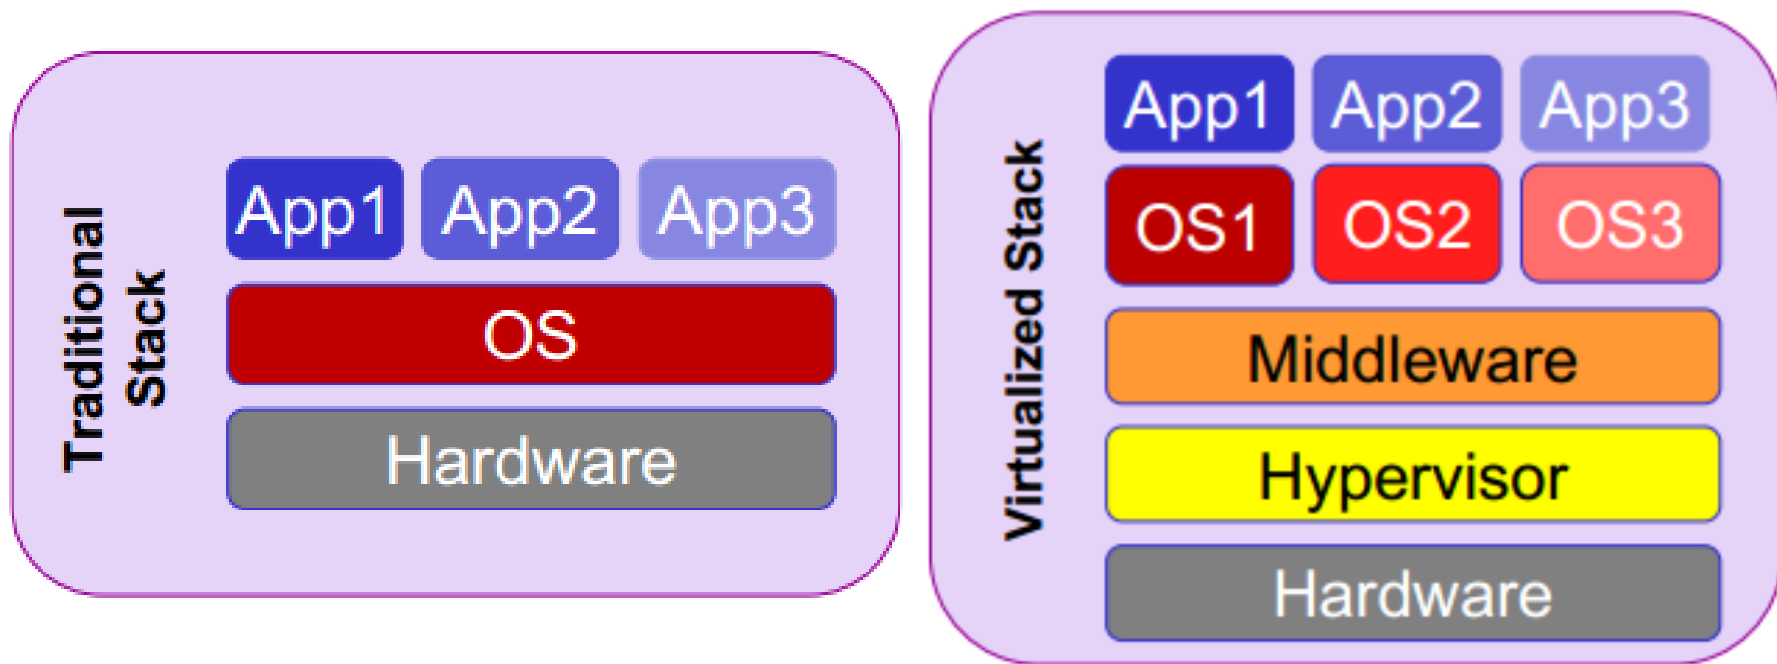 Traditional
Stack
App1 App2 App3
OS
Hardware
Virtualized Stack
App1 App2 App3
OS1 OS2 OS3
Middleware
Hypervisor
Hardware